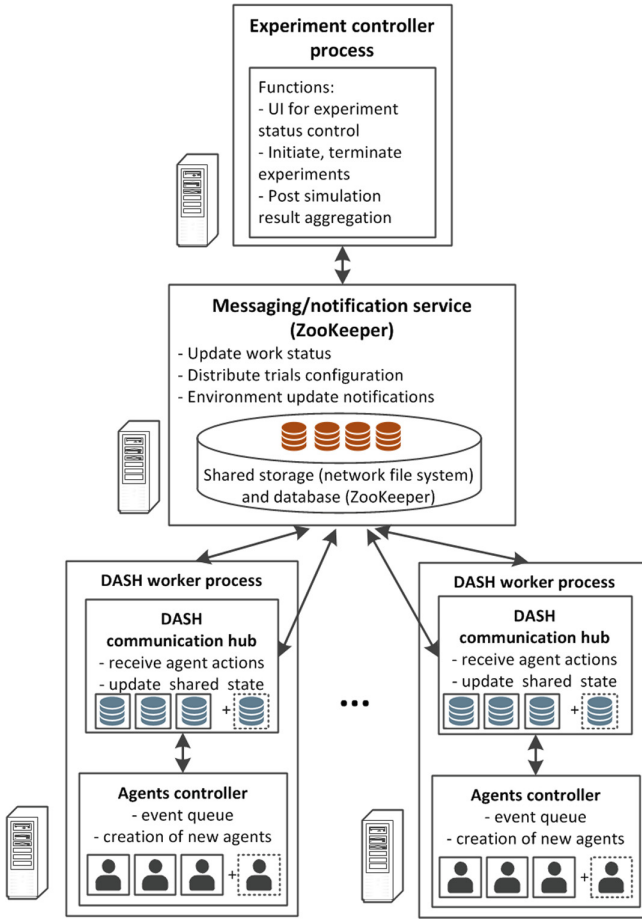 Experiment controller
process
Functions:
- UI for experiment
status control
- Initiate, terminate
experiments
- Post simulation
result aggregation
Messaging/notification service
(ZooKeeper)
- Update work status
- Distribute trials configuration
- Environment update notifications
Shared storage (network file system)
and database (ZooKeeper)
DASH worker process
DASH
communication hub
- receive agent actions
- update shared state
+
Agents controller
- event queue
- creation of new agents
+
...
DASH worker process
DASH
communication hub
- receive agent actions
- update shared state
+
Agents controller
- event queue
- creation of new agents
+